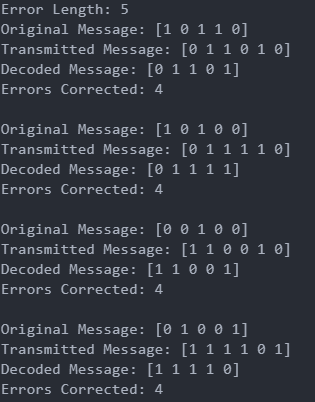 Error Length: 5
Original Message: [1 0 1 1 0]
Transmitted Message: [0 1 1 0 1 0]
Decoded Message: [0 1 1 0 1]
Errors Corrected: 4

Original Message: [1 0 1 0 0]
Transmitted Message: [0 1 1 1 1 0]
Decoded Message: [0 1 1 1 1]
Errors Corrected: 4

Original Message: [0 0 1 0 0]
Transmitted Message: [1 1 0 0 1 0]
Decoded Message: [1 1 0 0 1]
Errors Corrected: 4

Original Message: [0 1 0 0 1]
Transmitted Message: [1 1 1 1 0 1]
Decoded Message: [1 1 1 1 0]
Errors Corrected: 4